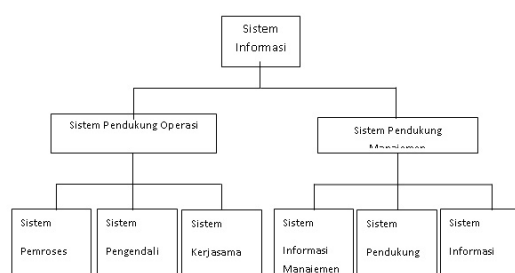 Sistem
Informasi
Sistem Pendukung Operasi
Sistem Pendukung
Manajemen
Sistem
Pemroses
Sistem
Pengendali
Sistem
Kerjasama
Sistem
Informasi
Manajemen
Sistem
Pendukung
Sistem
Informasi